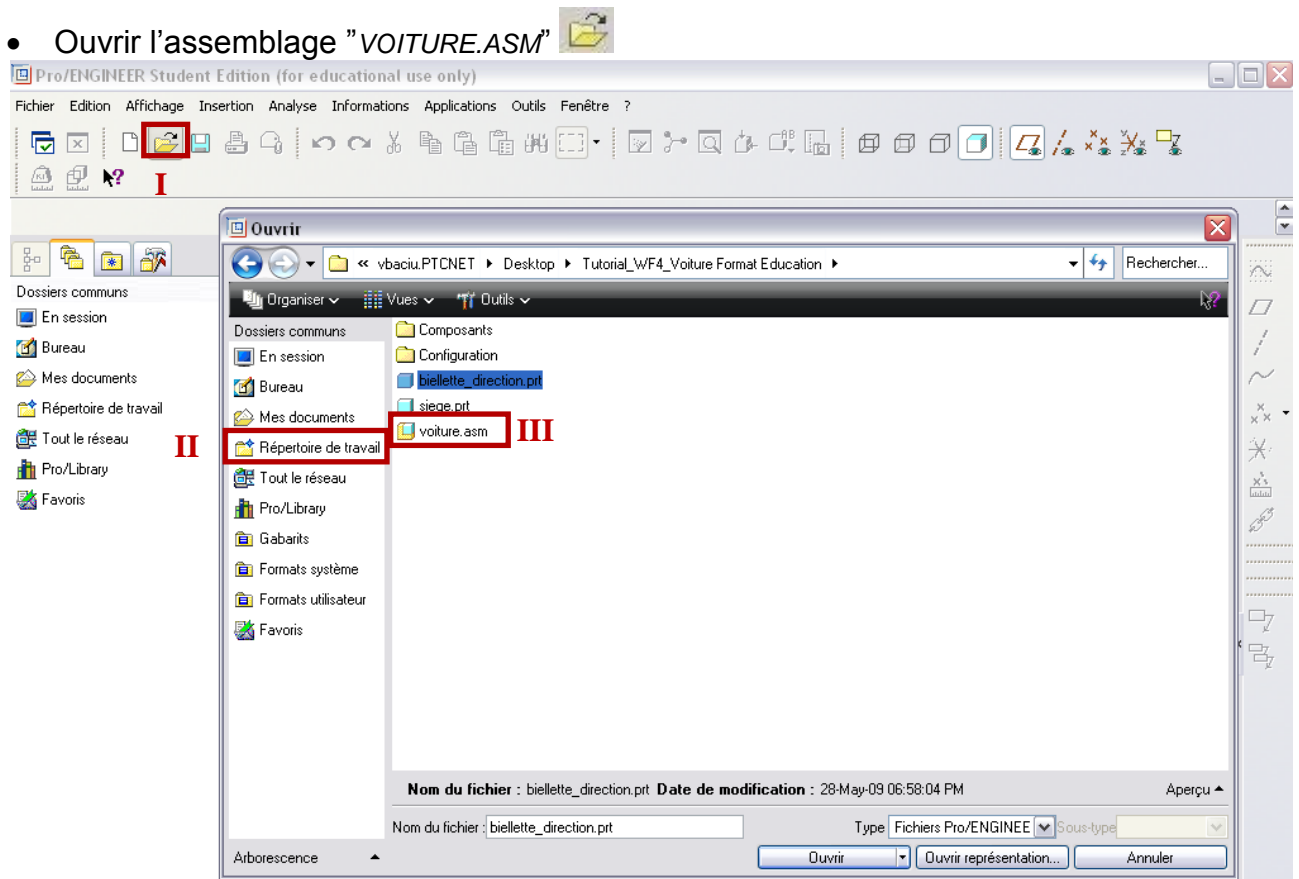 • Ouvrir l’assemblage ”VOITURE.ASM”
Pro/ENGINEER Student Edition (for educational use only)
Fichier Edition Affichage Insertion Analyse Informations Applications Outils Fenêtre ?
I
Ouvrir
« vbaciu.PTCNET Desktop Tutorial_WF4_Voiture Format Education Rechercher...
Organiser Vues Outils
Dossiers communs
En session
Bureau
Mes documents
Répertoire de travail
Tout le réseau
Pro/Library
Favoris
II
Dossiers communs
En session
Bureau
Mes documents
Répertoire de travail
Tout le réseau
Pro/Library
Gabarits
Formats système
Formats utilisateur
Favoris
Composants
Configuration
biellette_direction.prt
siege.prt
voiture.asm
III
Nom du fichier : biellette_direction.prt Date de modification : 28-May-09 06:58:04 PM Aperçu
Nom du fichier : biellette_direction.prt Type Fichiers Pro/ENGINEE Sous-type
Arborescence Ouvrir Ouvrir représentation... Annuler